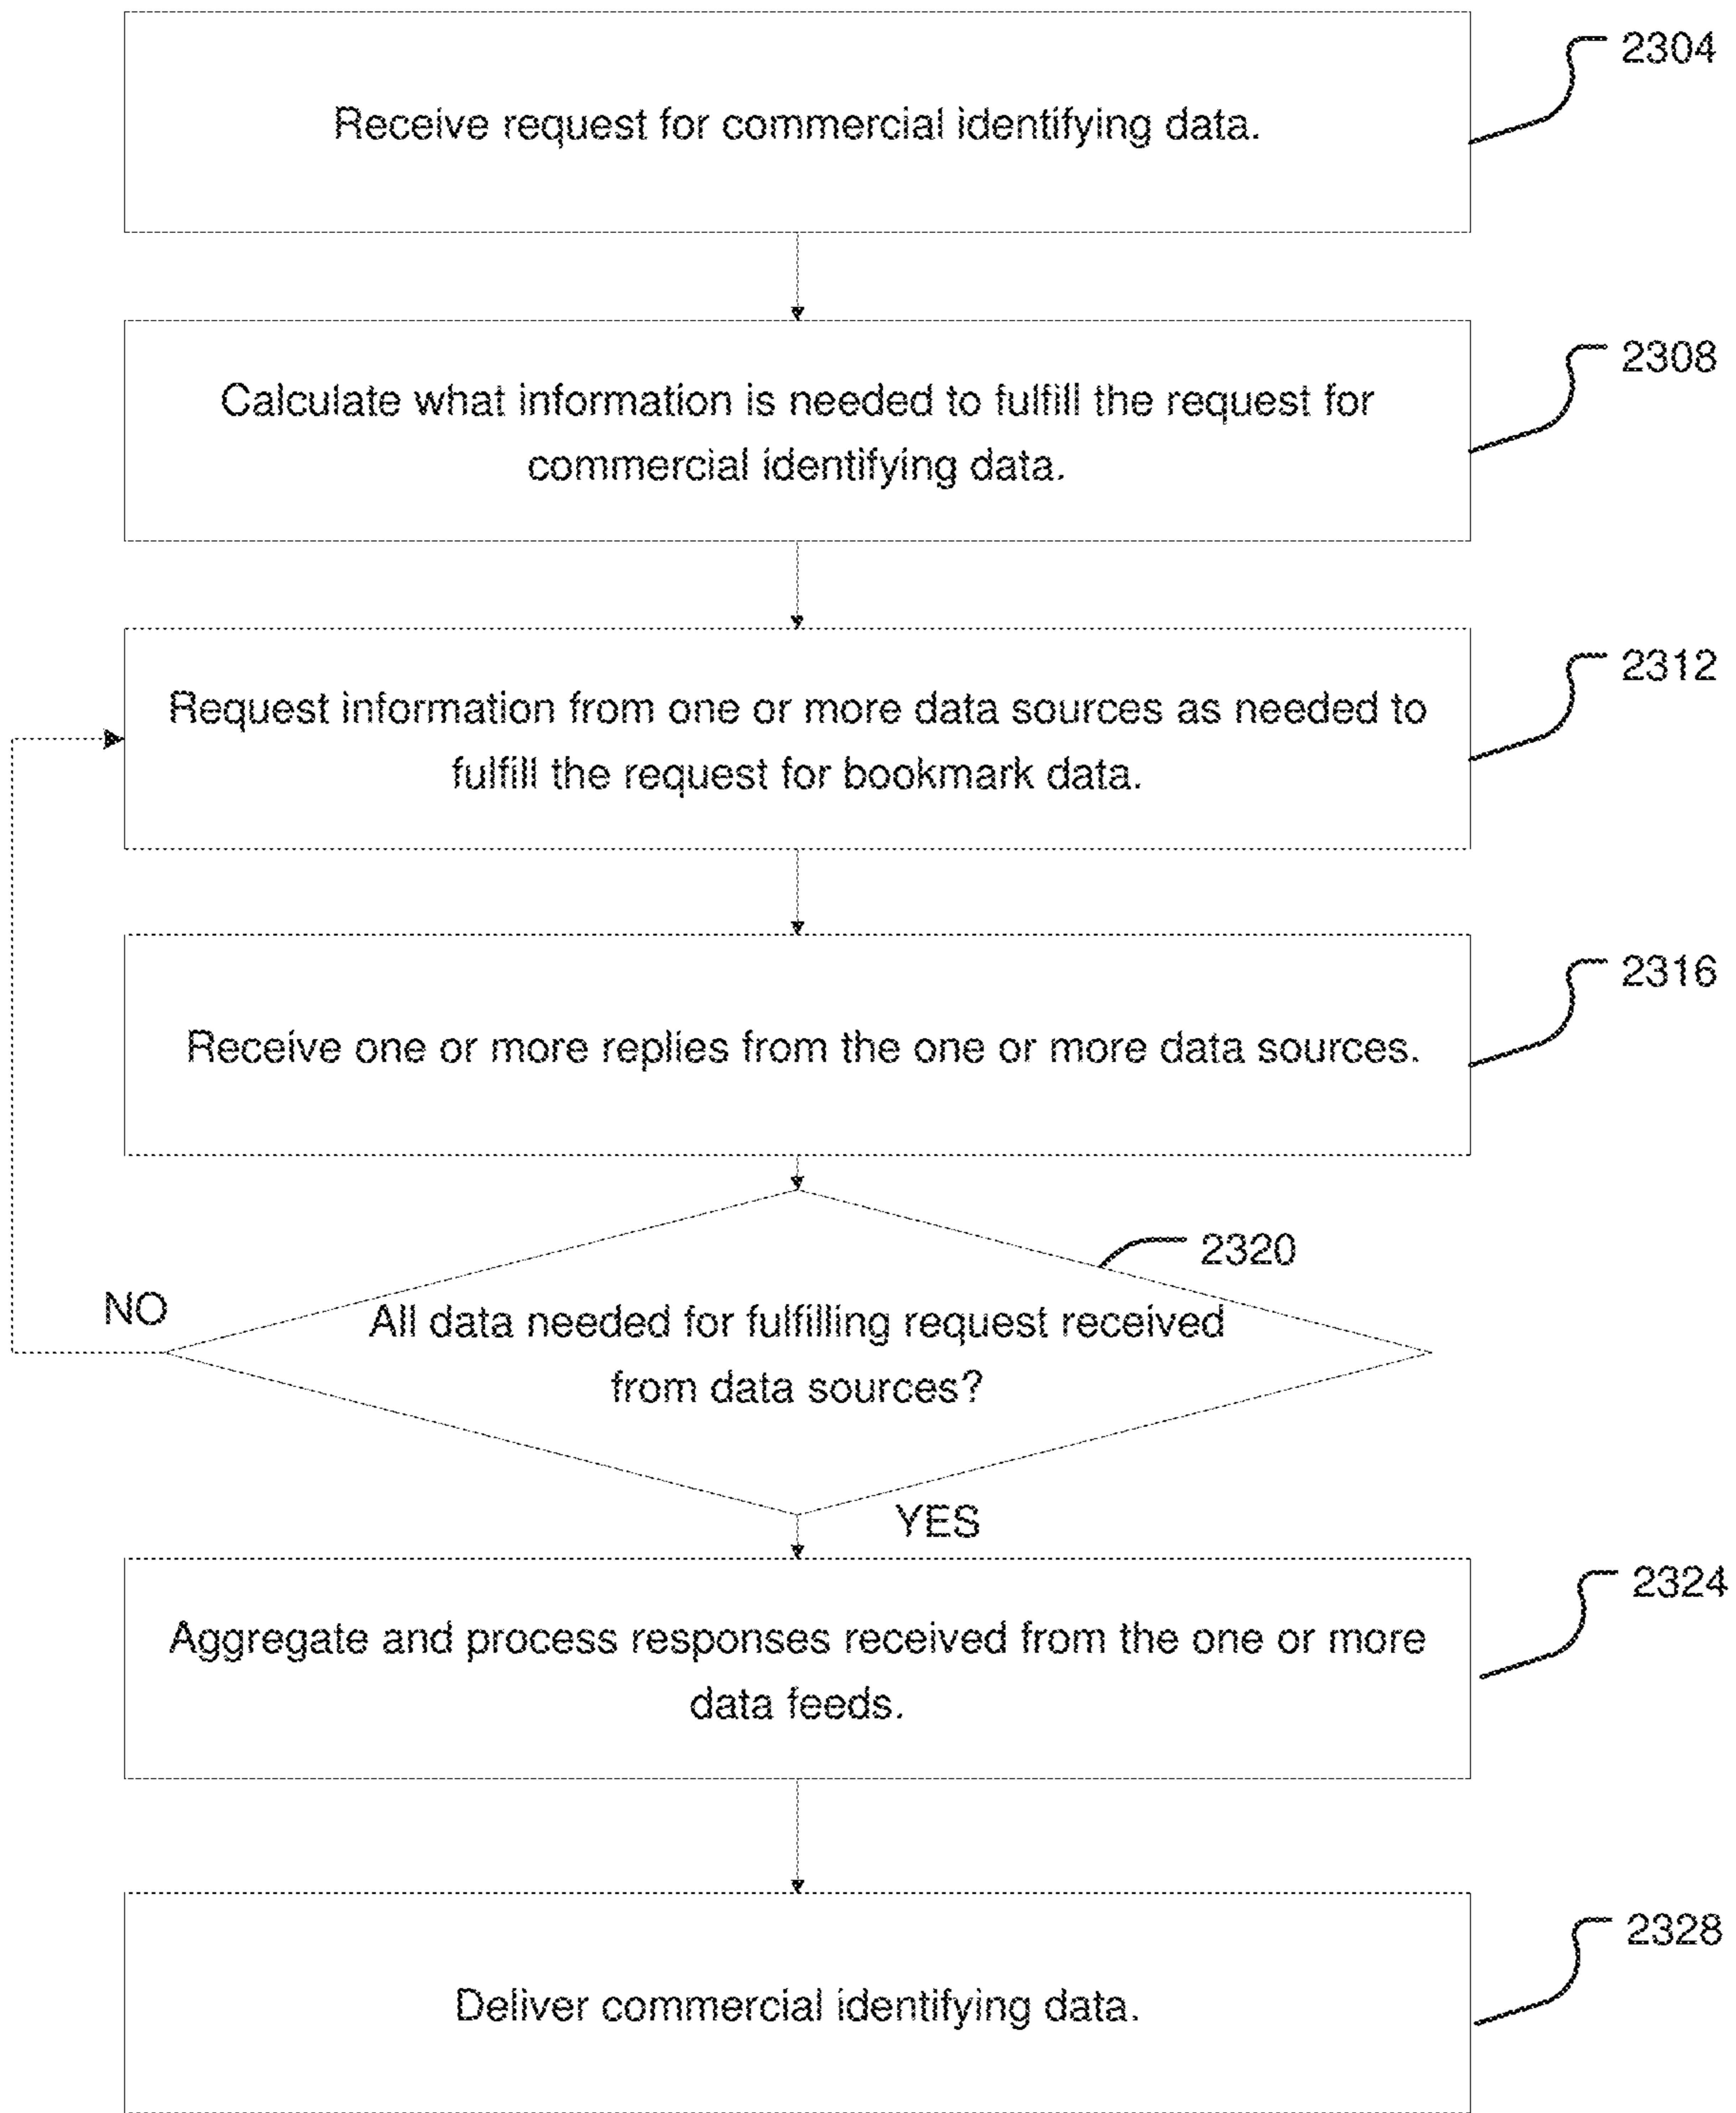 2304
Receive request for commercial identifying data.
2308
Calculate what information is needed to fulfill the request for
commercial identifying data.
2312
Request information from one or more data sources as needed to
fulfill the request for bookmark data.
2316
Receive one or more replies from the one or more data sources.
2320
NO
All data needed for fulfilling request received
from data sources?
YES
2324
Aggregate and process responses received from the one or more
data feeds.
2328
Deliver commercial identifying data.